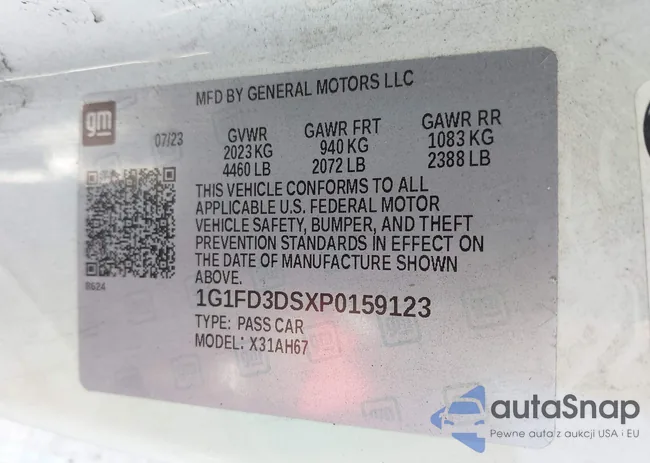 MFD BY GENERAL MOTORS LLC
gm
07/23
GVWR GAWR FRT GAWR RR
2023 KG 940 KG 1083 KG
4460 LB 2072 LB 2388 LB
THIS VEHICLE CONFORMS TO ALL
APPLICABLE U.S. FEDERAL MOTOR
VEHICLE SAFETY, BUMPER, AND THEFT
PREVENTION STANDARDS IN EFFECT ON
THE DATE OF MANUFACTURE SHOWN
ABOVE.
8624
1G1FD3DSXP0159123
TYPE: PASS CAR
MODEL: X31AH67
autoSnap
Pewne auta z aukcji USA i EU